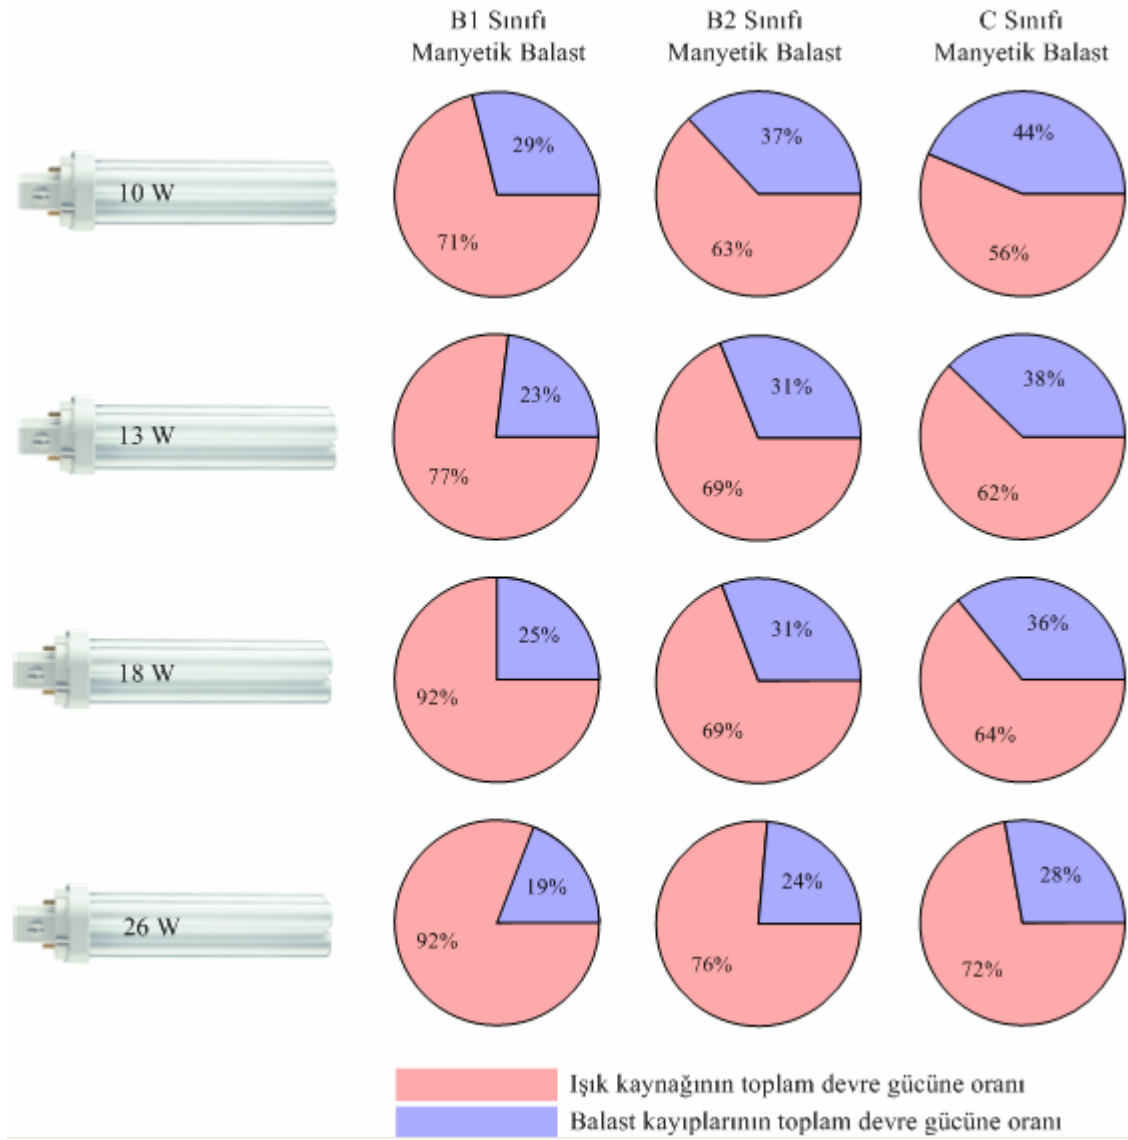 B1 Sınıfı
Manyetik Balast
B2 Sınıfı
Manyetik Balast
C Sınıfı
Manyetik Balast
10 W
29%
71%
37%
63%
44%
56%
13 W
23%
77%
31%
69%
38%
62%
18 W
25%
92%
31%
69%
36%
64%
26 W
19%
92%
24%
76%
28%
72%
Işık kaynağının toplam devre gücüne oranı
Balast kayıplarının toplam devre gücüne oranı